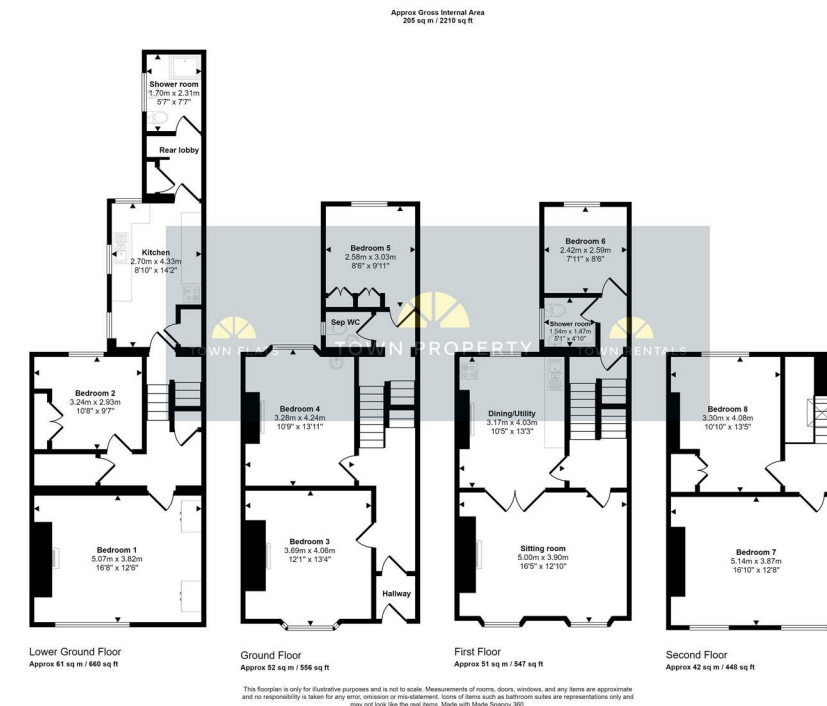 Approx Gross Internal Area
205 sq m / 2210 sq ft
Shower room
1.70m x 2.31m
5'7" x 7'7"
Rear lobby
Kitchen
2.70m x 4.33m
8'10" x 14'2"
Bedroom 2
3.24m x 2.93m
10'8" x 9'7"
Bedroom 1
5.07m x 3.82m
16'8" x 12'6"
Lower Ground Floor
Approx 61 sq m / 660 sq ft
Bedroom 5
2.58m x 3.03m
8'6" x 9'11"
Sep WC
Bedroom 4
3.28m x 4.24m
10'9" x 13'11"
Bedroom 3
3.69m x 4.06m
12'1" x 13'4"
Hallway
Ground Floor
Approx 52 sq m / 556 sq ft
Bedroom 6
2.42m x 2.59m
7'11" x 8'6"
Shower room
1.54m x 1.47m
5'1" x 4'10"
Dining/Utility
3.17m x 4.03m
10'5" x 13'3"
Sitting room
5.00m x 3.90m
16'5" x 12'10"
First Floor
Approx 51 sq m / 547 sq ft
Bedroom 8
3.30m x 4.08m
10'10" x 13'5"
Bedroom 7
5.14m x 3.87m
16'10" x 12'8"
Second Floor
Approx 42 sq m / 448 sq ft
TOWN FLATS
TOWN PROPERTY
TOWN RENTALS
This floorplan is only for illustrative purposes and is not to scale. Measurements of rooms, doors, windows, and any items are approximate
and no responsibility is taken for any error, omission or mis-statement. Icons of items such as bathroom suites are representations only and
may not look like the real items. Made with Made Snappy 360.